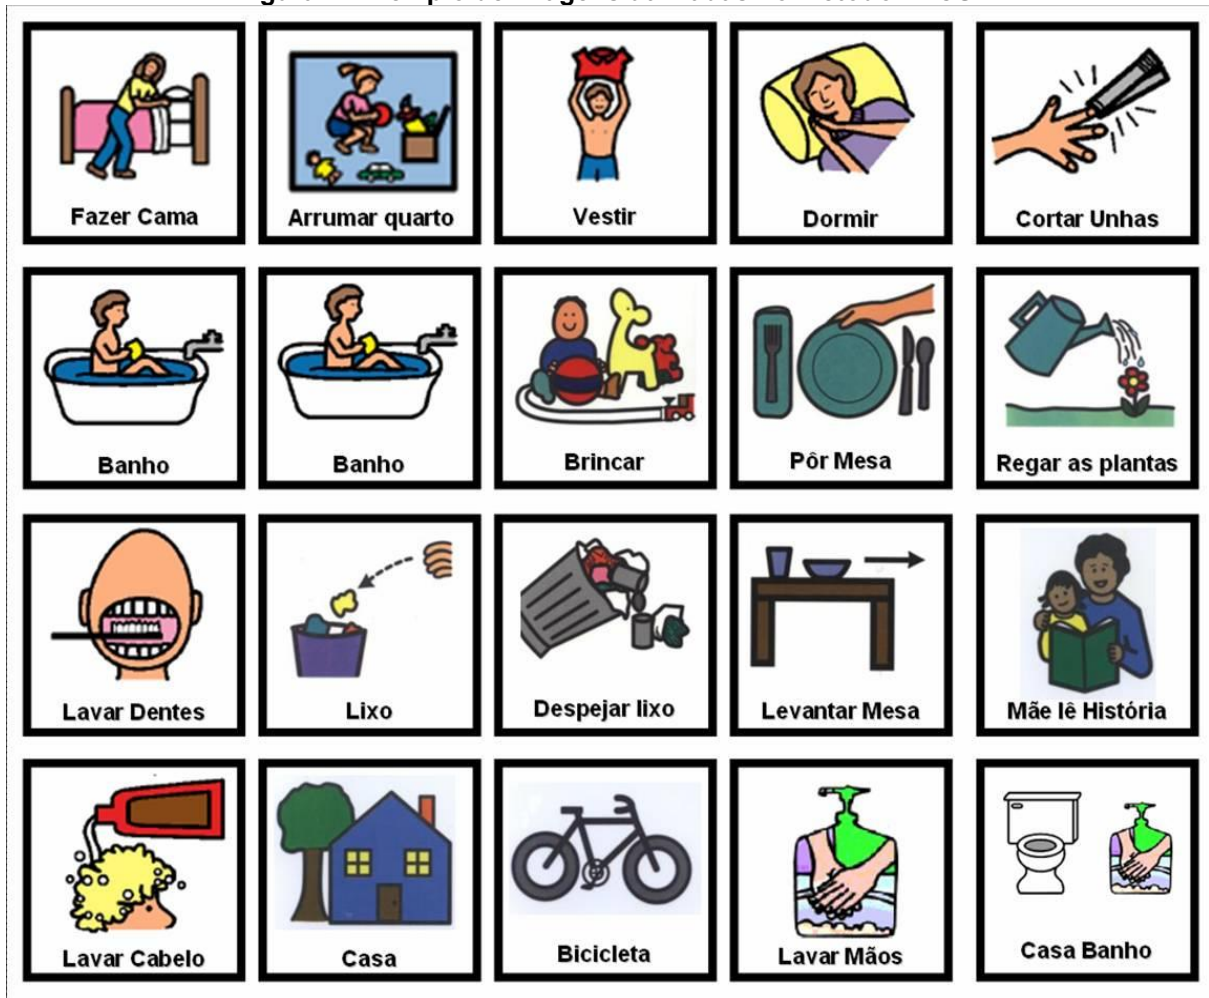 Fazer Cama
Arrumar quarto
Vestir
Dormir
Cortar Unhas
Banho
Banho
Brincar
Pôr Mesa
Regar as plantas
Lavar Dentes
Lixo
Despejar lixo
Levantar Mesa
Mãe lê História
Lavar Cabelo
Casa
Bicicleta
Lavar Mãos
Casa Banho